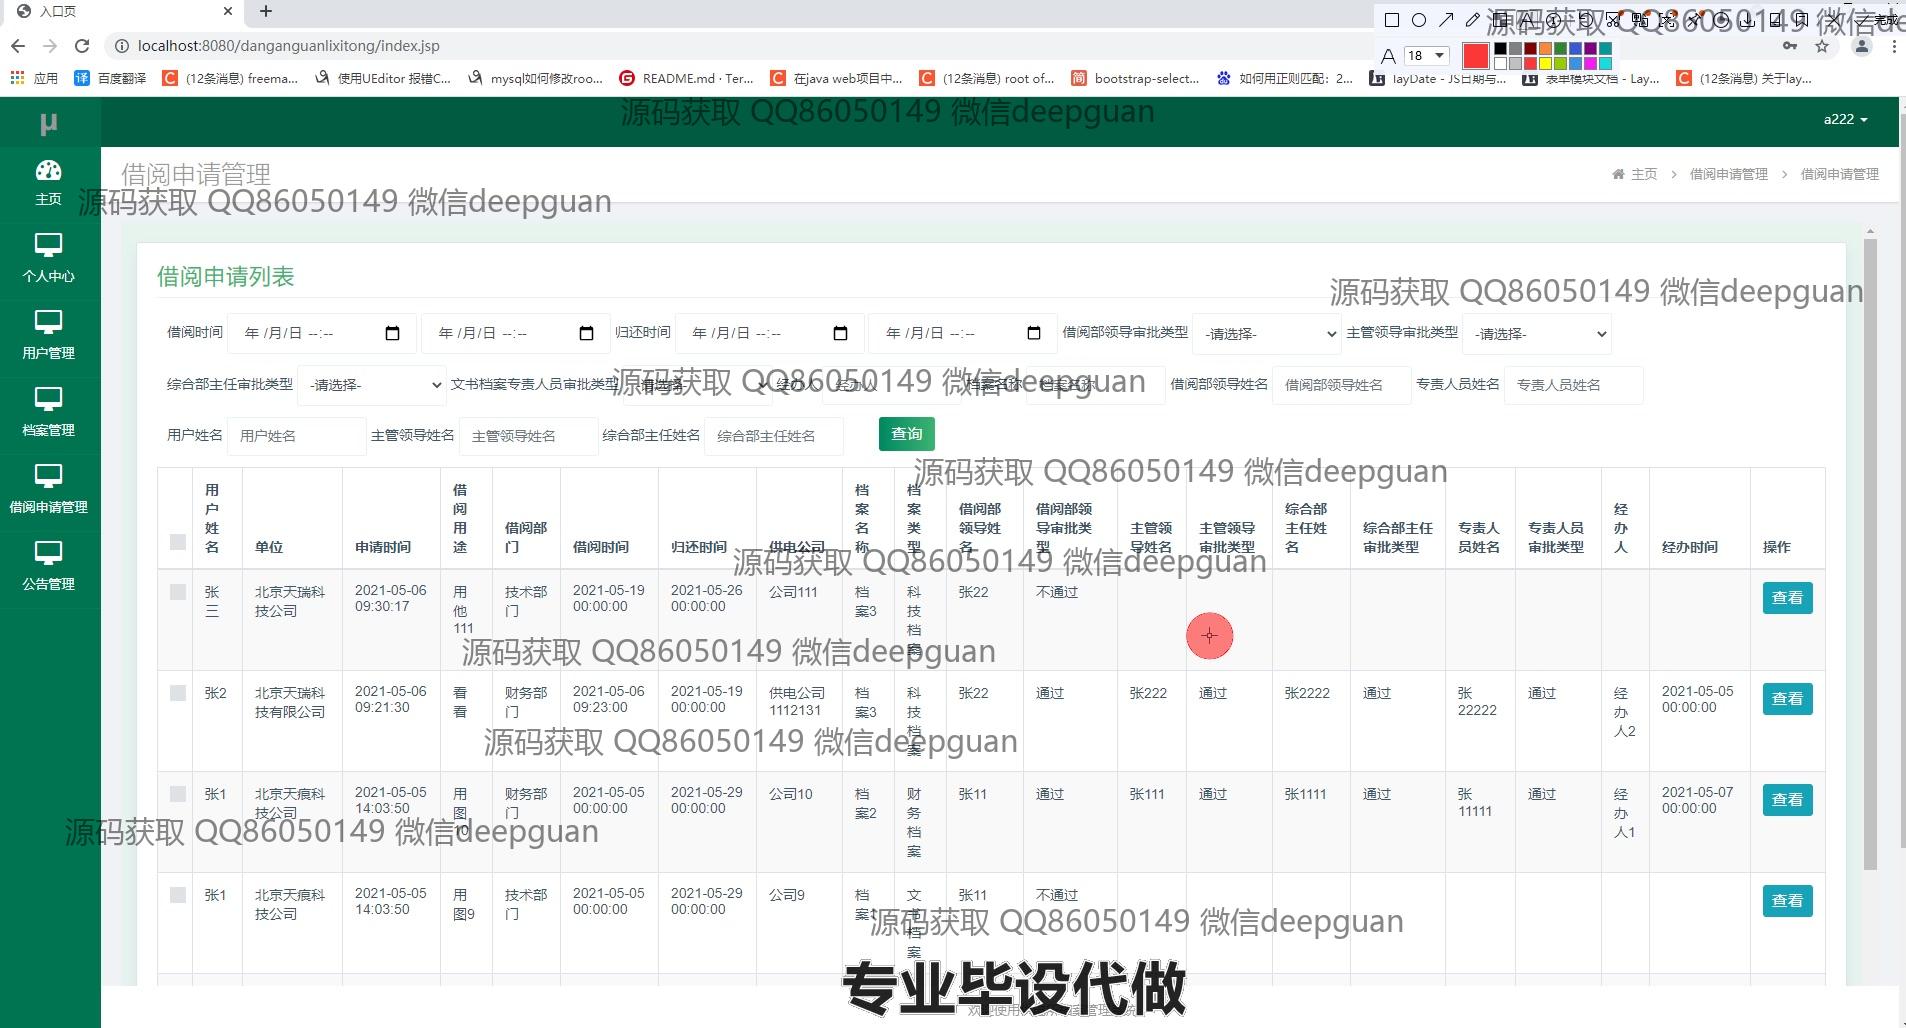 入口页
localhost:8080/danganguanlixitong/index.jsp
应用 百度翻译 (12条消息) freema... 使用UEditor 报错C... mysql如何修改roo... README.md · Ter... 在java web项目中... (12条消息) root of... bootstrap-select... 如何用正则匹配：2... layDate - JS日期与... 表单模块文档 - Lay... (12条消息) 关于lay...
A 18
完成
源码获取 QQ86050149 微信de
源码获取 QQ86050149 微信deepguan
μ
a222
主页
个人中心
用户管理
档案管理
借阅申请管理
公告管理
借阅申请管理
主页 > 借阅申请管理 > 借阅申请管理
源码获取 QQ86050149 微信deepguan
借阅申请列表
源码获取 QQ86050149 微信deepguan
借阅时间 年 /月/日 --:-- 年 /月/日 --:-- 归还时间 年 /月/日 --:-- 年 /月/日 --:-- 借阅部领导审批类型 -请选择- 主管领导审批类型 -请选择-
综合部主任审批类型 -请选择- 文书档案专责人员审批类型 -请选择- 经办人 经办人 档案名称 档案名称 借阅部领导姓名 借阅部领导姓名 专责人员姓名 专责人员姓名
源码获取 QQ86050149 微信deepguan
用户姓名 用户姓名 主管领导姓名 主管领导姓名 综合部主任姓名 综合部主任姓名 查询
源码获取 QQ86050149 微信deepguan
用户姓名 单位 申请时间 借阅用途 借阅部门 借阅时间 归还时间 供电公司 档案名称 档案类型 借阅部领导姓名 借阅部领导审批类型 主管领导姓名 主管领导审批类型 综合部主任姓名 综合部主任审批类型 专责人员姓名 专责人员审批类型 经办人 经办时间 操作
源码获取 QQ86050149 微信deepguan
张三 北京天瑞科技公司 2021-05-06 09:30:17 用他111 技术部门 2021-05-19 00:00:00 2021-05-26 00:00:00 公司111 档案3 科技档案 张22 不通过 查看
源码获取 QQ86050149 微信deepguan
张2 北京天瑞科技有限公司 2021-05-06 09:21:30 看看 财务部门 2021-05-06 09:23:00 2021-05-19 00:00:00 供电公司1112131 档案3 科技档案 张22 通过 张222 通过 张2222 通过 张22222 通过 经办人2 2021-05-05 00:00:00 查看
源码获取 QQ86050149 微信deepguan
张1 北京天痕科技公司 2021-05-05 14:03:50 用图10 财务部门 2021-05-05 00:00:00 2021-05-29 00:00:00 公司10 档案2 财务档案 张11 通过 张111 通过 张1111 通过 张11111 通过 经办人1 2021-05-07 00:00:00 查看
源码获取 QQ86050149 微信deepguan
张1 北京天痕科技公司 2021-05-05 14:03:50 用图9 技术部门 2021-05-05 00:00:00 2021-05-29 00:00:00 公司9 档案 文书档案 张11 不通过 查看
源码获取 QQ86050149 微信deepguan
专业毕设代做